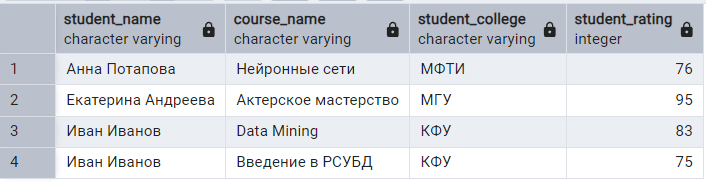 student_name course_name student_college student_rating
character varying character varying character varying integer
1 Анна Потапова Нейронные сети МФТИ 76
2 Екатерина Андреева Актерское мастерство МГУ 95
3 Иван Иванов Data Mining КФУ 83
4 Иван Иванов Введение в РСУБД КФУ 75